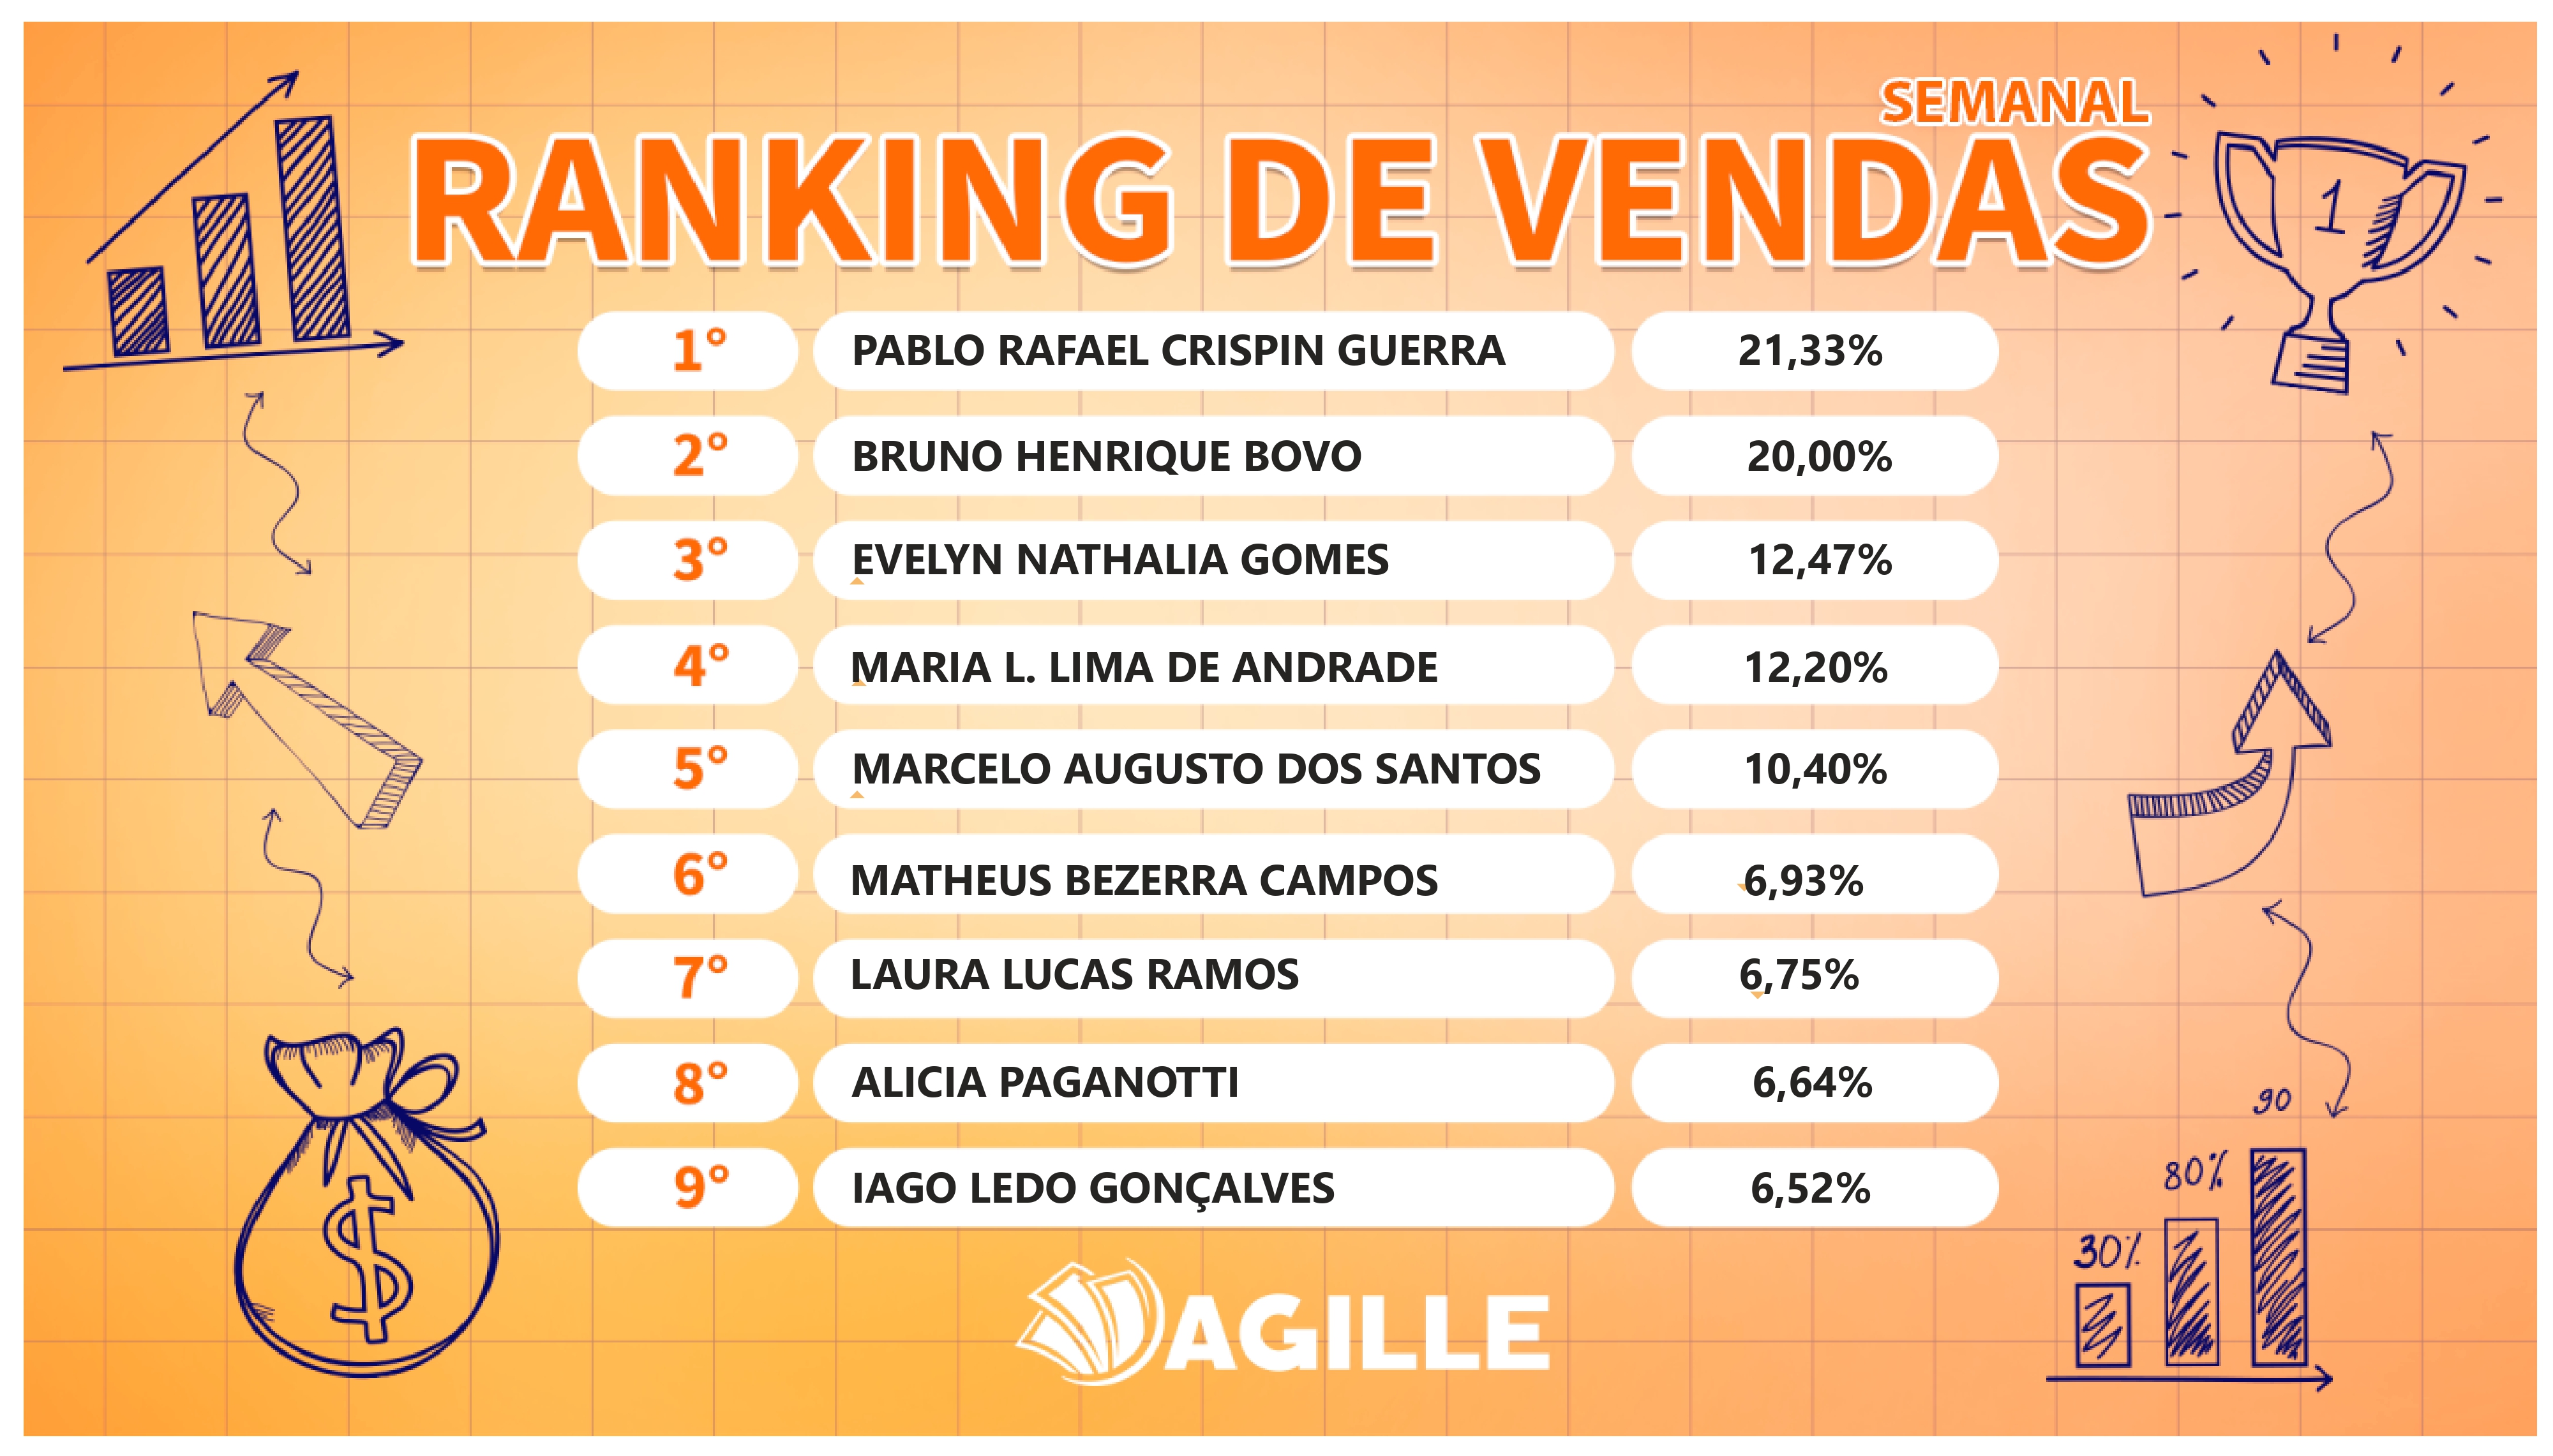 SEMANAL
RANKING DE VENDAS
1
1° PABLO RAFAEL CRISPIN GUERRA 21,33%
2° BRUNO HENRIQUE BOVO 20,00%
3° EVELYN NATHALIA GOMES 12,47%
4° MARIA L. LIMA DE ANDRADE 12,20%
5° MARCELO AUGUSTO DOS SANTOS 10,40%
6° MATHEUS BEZERRA CAMPOS 6,93%
7° LAURA LUCAS RAMOS 6,75%
8° ALICIA PAGANOTTI 6,64%
9° IAGO LEDO GONÇALVES 6,52%
90
80%
30%
$
AGILLE